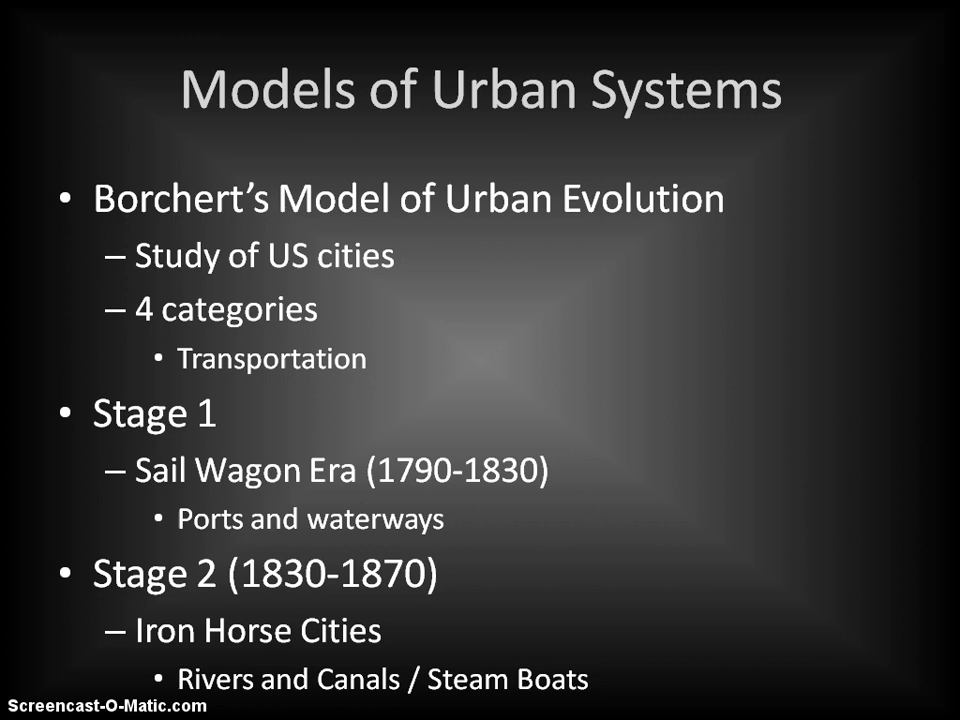 Models of Urban Systems
• Borchert’s Model of Urban Evolution
– Study of US cities
– 4 categories
• Transportation
• Stage 1
– Sail Wagon Era (1790-1830)
• Ports and waterways
• Stage 2 (1830-1870)
– Iron Horse Cities
• Rivers and Canals / Steam Boats
Screencast-O-Matic.com